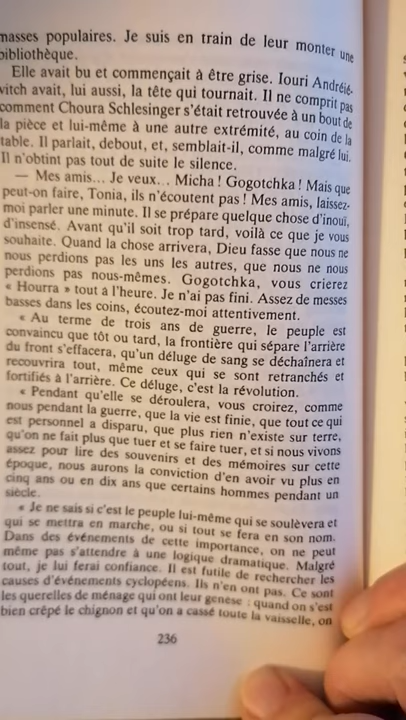 masses populaires. Je suis en train de leur monter une
bibliothèque.
Elle avait bu et commençait à être grise. Iouri Andréïé-
vitch avait, lui aussi, la tête qui tournait. Il ne comprit pas
comment Choura Schlesinger s'était retrouvée à un bout de
la pièce et lui-même à une autre extrémité, au coin de la
table. Il parlait, debout, et, semblait-il, comme malgré lui.
Il n'obtint pas tout de suite le silence.
— Mes amis... Je veux... Micha ! Gogotchka ! Mais que
peut-on faire, Tonia, ils n'écoutent pas ! Mes amis, laissez-
moi parler une minute. Il se prépare quelque chose d'inouï,
d'insensé. Avant qu'il soit trop tard, voilà ce que je vous
souhaite. Quand la chose arrivera, Dieu fasse que nous ne
nous perdions pas les uns les autres, que nous ne nous
perdions pas nous-mêmes. Gogotchka, vous crierez
« Hourra » tout à l'heure. Je n'ai pas fini. Assez de messes
basses dans les coins, écoutez-moi attentivement.
« Au terme de trois ans de guerre, le peuple est
convaincu que tôt ou tard, la frontière qui sépare l'arrière
du front s'effacera, qu'un déluge de sang se déchaînera et
recouvrira tout, même ceux qui se sont retranchés et
fortifiés à l'arrière. Ce déluge, c'est la révolution.
« Pendant qu'elle se déroulera, vous croirez, comme
nous pendant la guerre, que la vie est finie, que tout ce qui
est personnel a disparu, que plus rien n'existe sur terre,
qu'on ne fait plus que tuer et se faire tuer, et si nous vivons
assez pour lire des souvenirs et des mémoires sur cette
époque, nous aurons la conviction d'en avoir vu plus en
cinq ans ou en dix ans que certains hommes pendant un
siècle.
« Je ne sais si c'est le peuple lui-même qui se soulèvera et
qui se mettra en marche, ou si tout se fera en son nom.
Dans des événements de cette importance, on ne peut
même pas s'attendre à une logique dramatique. Malgré
tout, je lui ferai confiance. Il est futile de rechercher les
causes d'événements cyclopéens. Ils n'en ont pas. Ce sont
les querelles de ménage qui ont leur genèse : quand on s'est
bien crêpé le chignon et qu'on a cassé toute la vaisselle, on
236